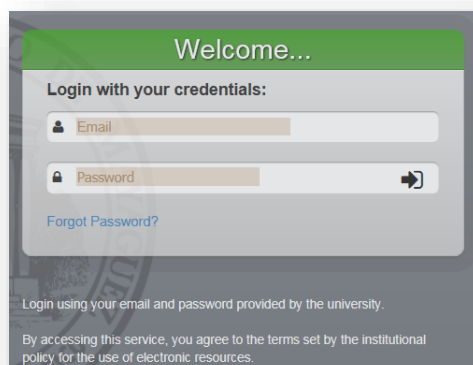 Welcome...
Login with your credentials:
Email
Password
Forgot Password?
Login using your email and password provided by the university.
By accessing this service, you agree to the terms set by the institutional
policy for the use of electronic resources.